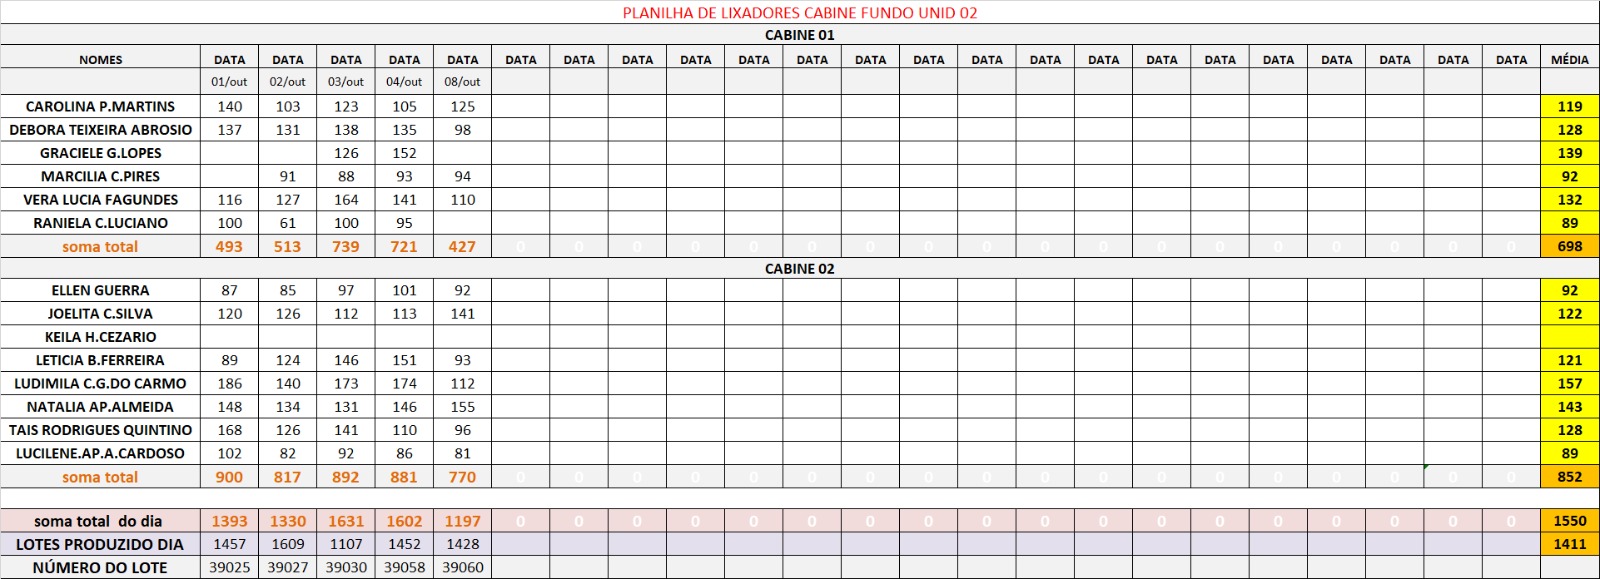 PLANILHA DE LIXADORES CABINE FUNDO UNID 02
CABINE 01
NOMES DATA DATA DATA DATA DATA DATA DATA DATA DATA DATA DATA DATA DATA DATA DATA DATA DATA DATA DATA DATA DATA DATA DATA MÉDIA
01/out 02/out 03/out 04/out 08/out
CAROLINA P.MARTINS 140 103 123 105 125 119
DEBORA TEIXEIRA ABROSIO 137 131 138 135 98 128
GRACIELE G.LOPES 126 152 139
MARCILIA C.PIRES 91 88 93 94 92
VERA LUCIA FAGUNDES 116 127 164 141 110 132
RANIELA C.LUCIANO 100 61 100 95 89
soma total 493 513 739 721 427 0 0 0 0 0 0 0 0 0 0 0 0 0 0 0 0 0 0 698
CABINE 02
ELLEN GUERRA 87 85 97 101 92 92
JOELITA C.SILVA 120 126 112 113 141 122
KEILA H.CEZARIO
LETICIA B.FERREIRA 89 124 146 151 93 121
LUDIMILA C.G.DO CARMO 186 140 173 174 112 157
NATALIA AP.ALMEIDA 148 134 131 146 155 143
TAIS RODRIGUES QUINTINO 168 126 141 110 96 128
LUCILENE.AP.A.CARDOSO 102 82 92 86 81 89
soma total 900 817 892 881 770 0 0 0 0 0 0 0 0 0 0 0 0 0 0 0 0 0 0 852
soma total do dia 1393 1330 1631 1602 1197 0 0 0 0 0 0 0 0 0 0 0 0 0 0 0 0 0 0 1550
LOTES PRODUZIDO DIA 1457 1609 1107 1452 1428 1411
NÚMERO DO LOTE 39025 39027 39030 39058 39060